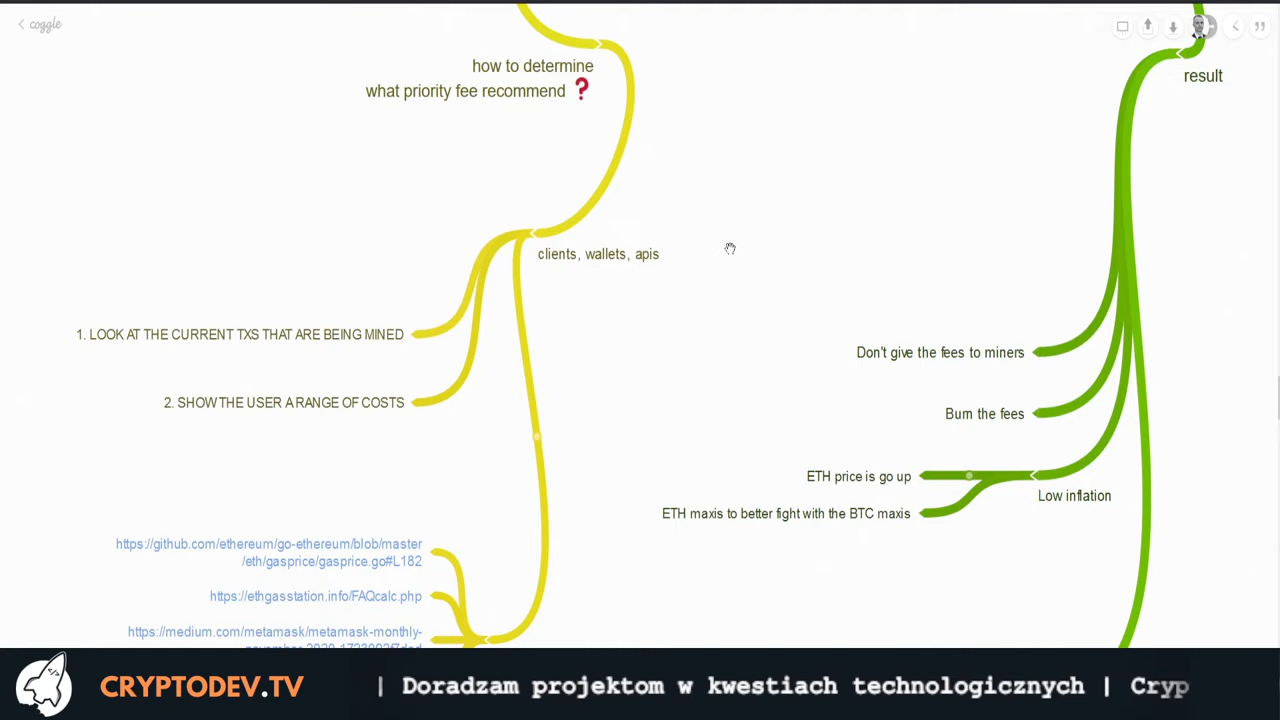 coggle
how to determine
what priority fee recommend ❓
clients, wallets, apis
1. LOOK AT THE CURRENT TXS THAT ARE BEING MINED
2. SHOW THE USER A RANGE OF COSTS
https://github.com/ethereum/go-ethereum/blob/master
/eth/gasprice/gasprice.go#L182
https://ethgasstation.info/FAQcalc.php
https://medium.com/metamask/metamask-monthly-
result
Don't give the fees to miners
Burn the fees
ETH price is go up
ETH maxis to better fight with the BTC maxis
Low inflation
CRYPTODEV.TV
| Doradzam projektom w kwestiach technologicznych | Cryp